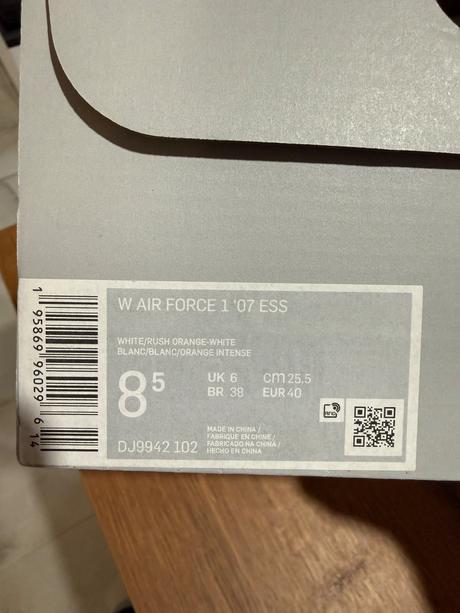 W AIR FORCE 1 '07 ESS
WHITE/RUSH ORANGE-WHITE
BLANC/BLANC/ORANGE INTENSE
8⁵
UK 6 cm 25.5
BR 38 EUR 40
MADE IN CHINA /
FABRIQUE EN CHINE /
FABRICADO NA CHINA /
HECHO EN CHINA
DJ9942 102
RFID
1 95869 96029 6 14